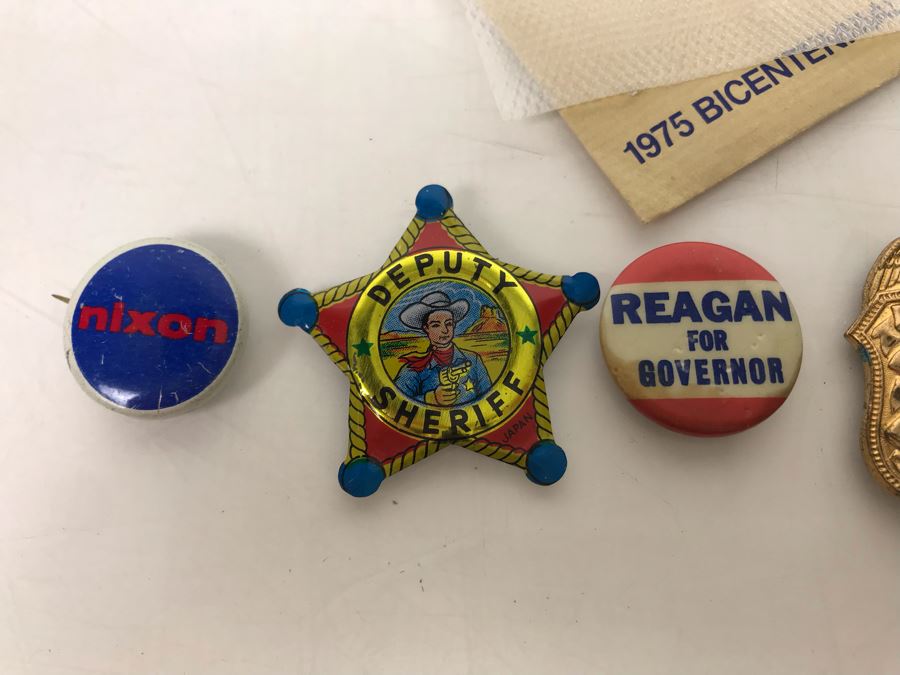 1975 BICENTEN
nixon
DEPUTY
SHERIFF
JAPAN
REAGAN
FOR
GOVERNOR